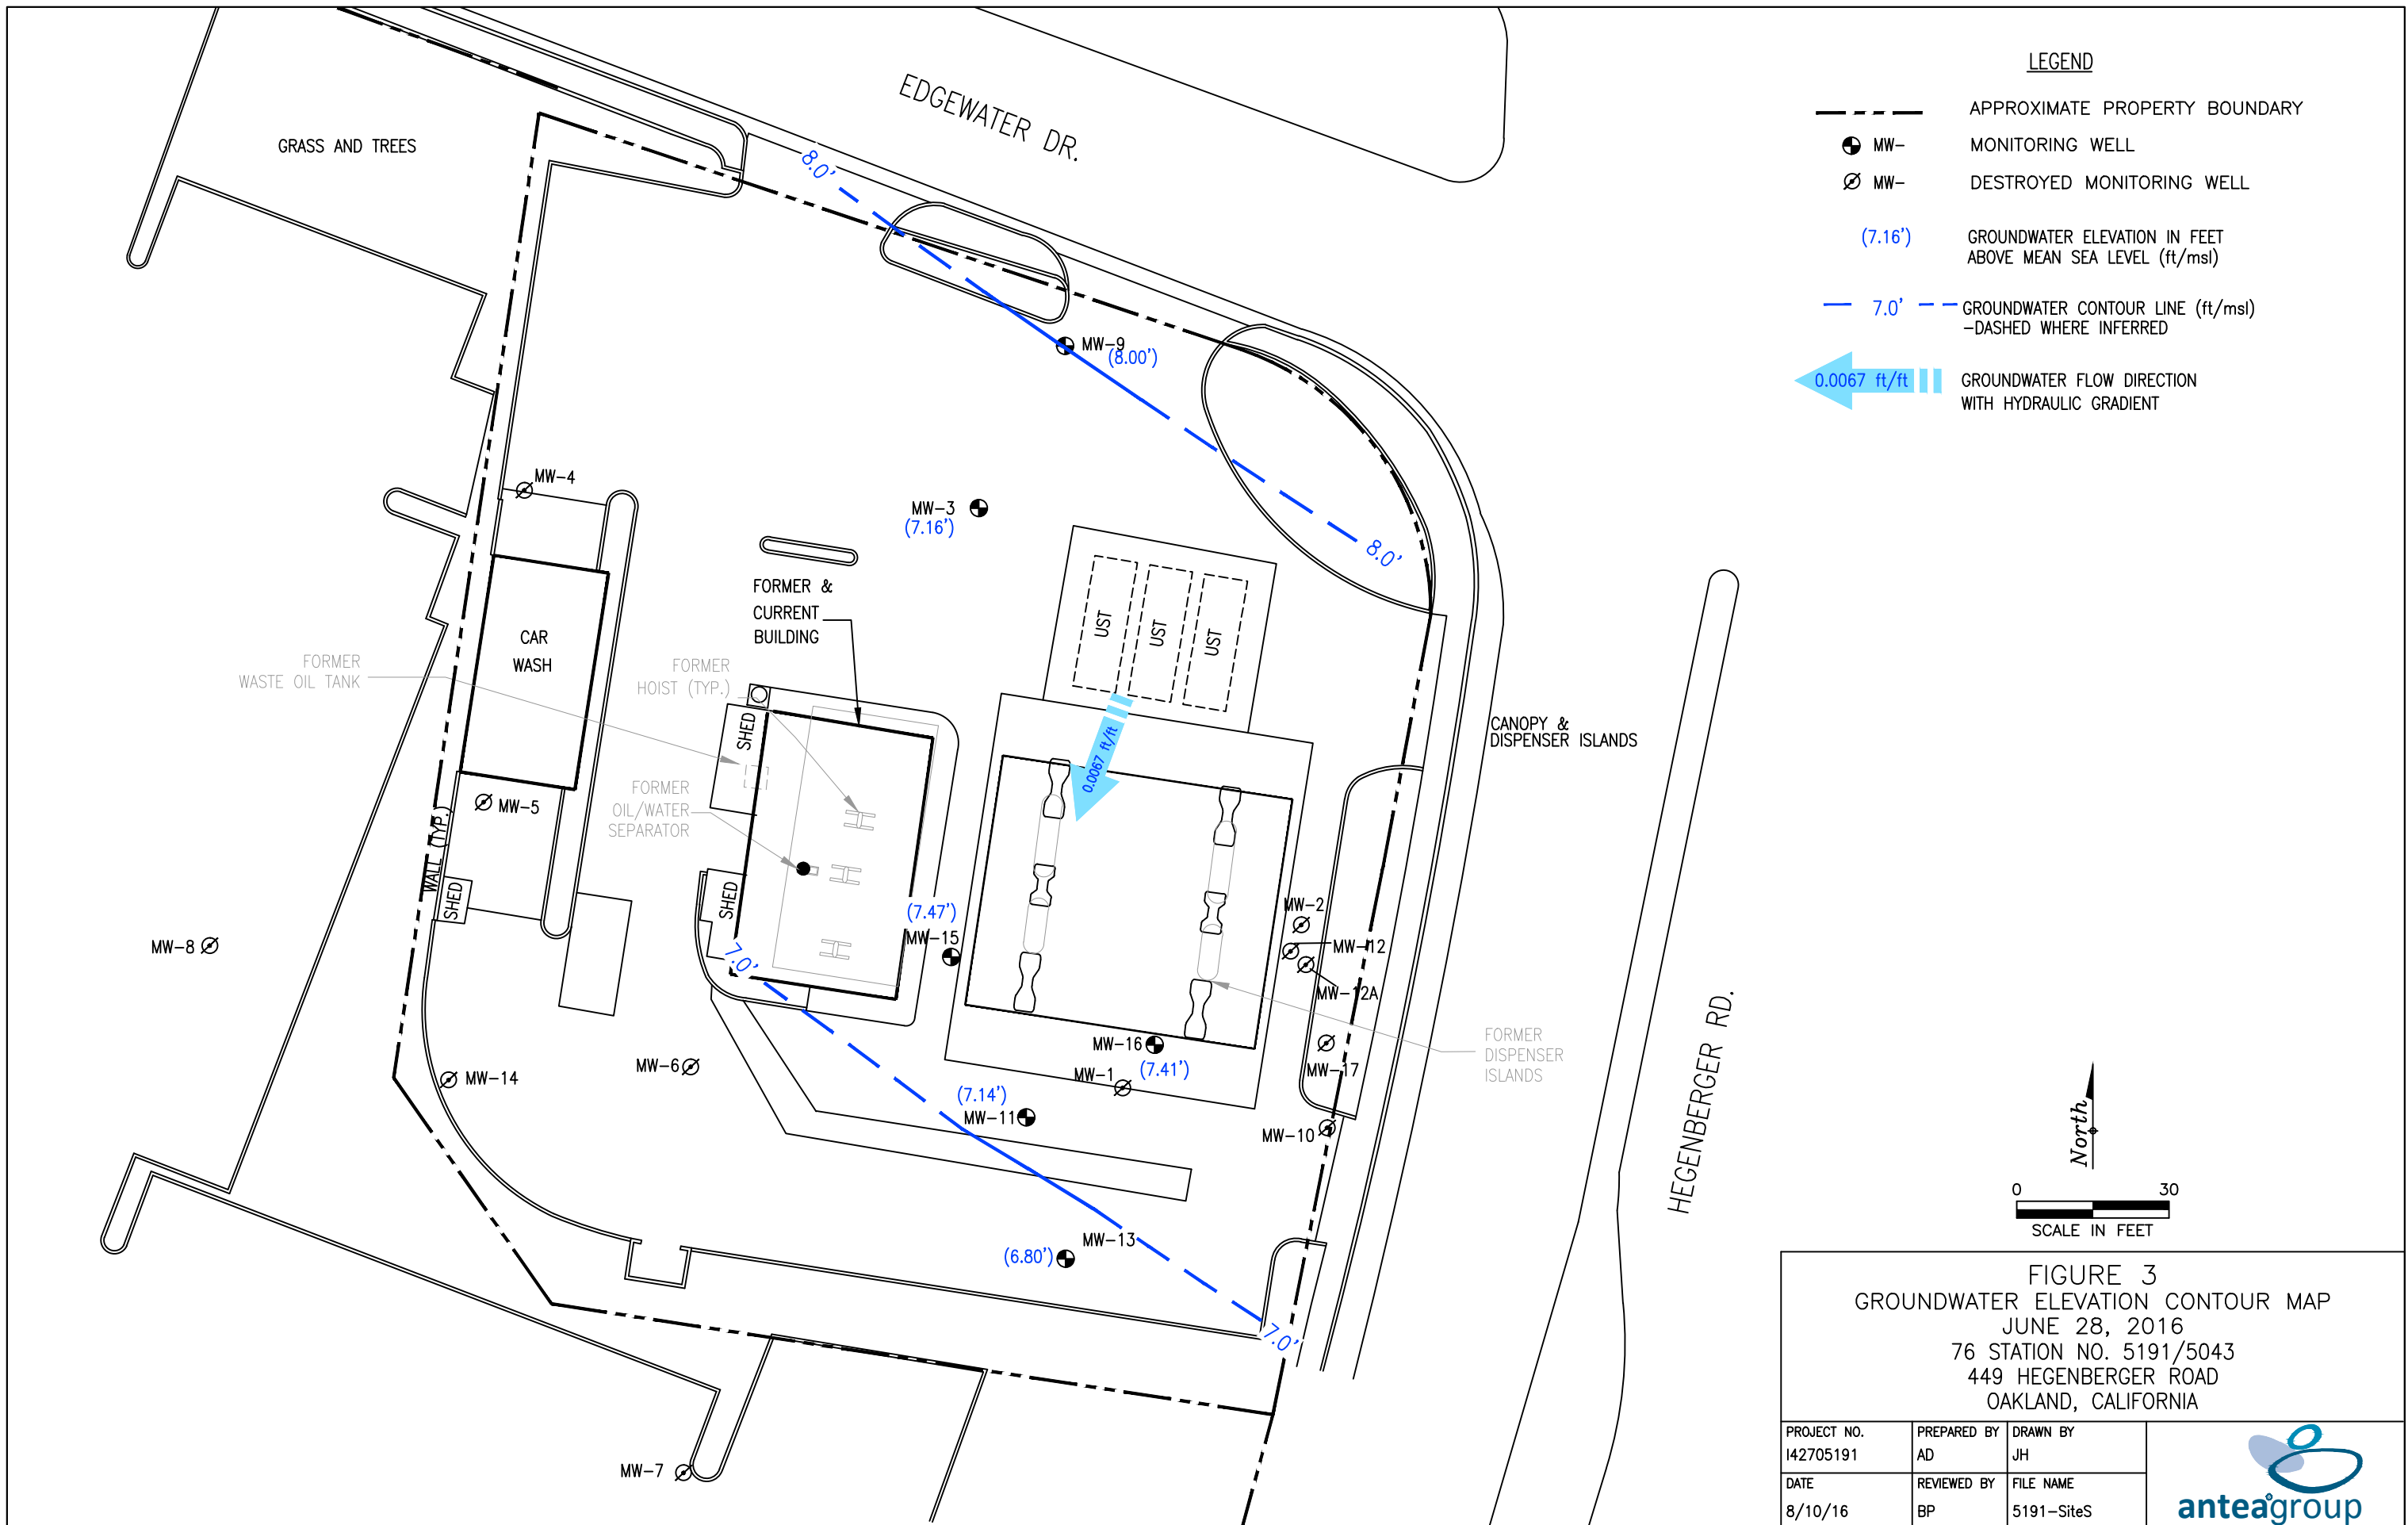 EDGEWATER DR.
GRASS AND TREES
8.0'
MW-9
(8.00')
MW-4
MW-3
(7.16')
8.0'
FORMER &
CURRENT
BUILDING
UST
UST
UST
CAR
WASH
FORMER
WASTE OIL TANK
FORMER
HOIST (TYP.)
SHED
0.0067 ft/ft
CANOPY &
DISPENSER ISLANDS
MW-5
FORMER
OIL/WATER
SEPARATOR
WALL (TYP.)
SHED
SHED
(7.47')
MW-15
MW-2
MW-12
MW-12A
MW-8
7.0'
MW-16
(7.41')
MW-1
MW-17
FORMER
DISPENSER
ISLANDS
HEGENBERGER RD.
MW-14
MW-6
(7.14')
MW-11
MW-10
MW-13
(6.80')
7.0'
MW-7
LEGEND
APPROXIMATE PROPERTY BOUNDARY
MW- MONITORING WELL
MW- DESTROYED MONITORING WELL
(7.16') GROUNDWATER ELEVATION IN FEET
ABOVE MEAN SEA LEVEL (ft/msl)
7.0' GROUNDWATER CONTOUR LINE (ft/msl)
-DASHED WHERE INFERRED
0.0067 ft/ft GROUNDWATER FLOW DIRECTION
WITH HYDRAULIC GRADIENT
North
0 30
SCALE IN FEET
FIGURE 3
GROUNDWATER ELEVATION CONTOUR MAP
JUNE 28, 2016
76 STATION NO. 5191/5043
449 HEGENBERGER ROAD
OAKLAND, CALIFORNIA
PROJECT NO. PREPARED BY DRAWN BY
I42705191 AD JH
DATE REVIEWED BY FILE NAME
8/10/16 BP 5191-SiteS
anteagroup